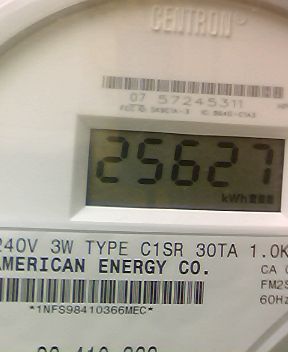 CENTRON®
07 57245311
25627
kWh
240V 3W TYPE C1SR 30TA 1.0K
AMERICAN ENERGY CO.
CA
FM2S
60Hz
*1NFS98410366MEC*